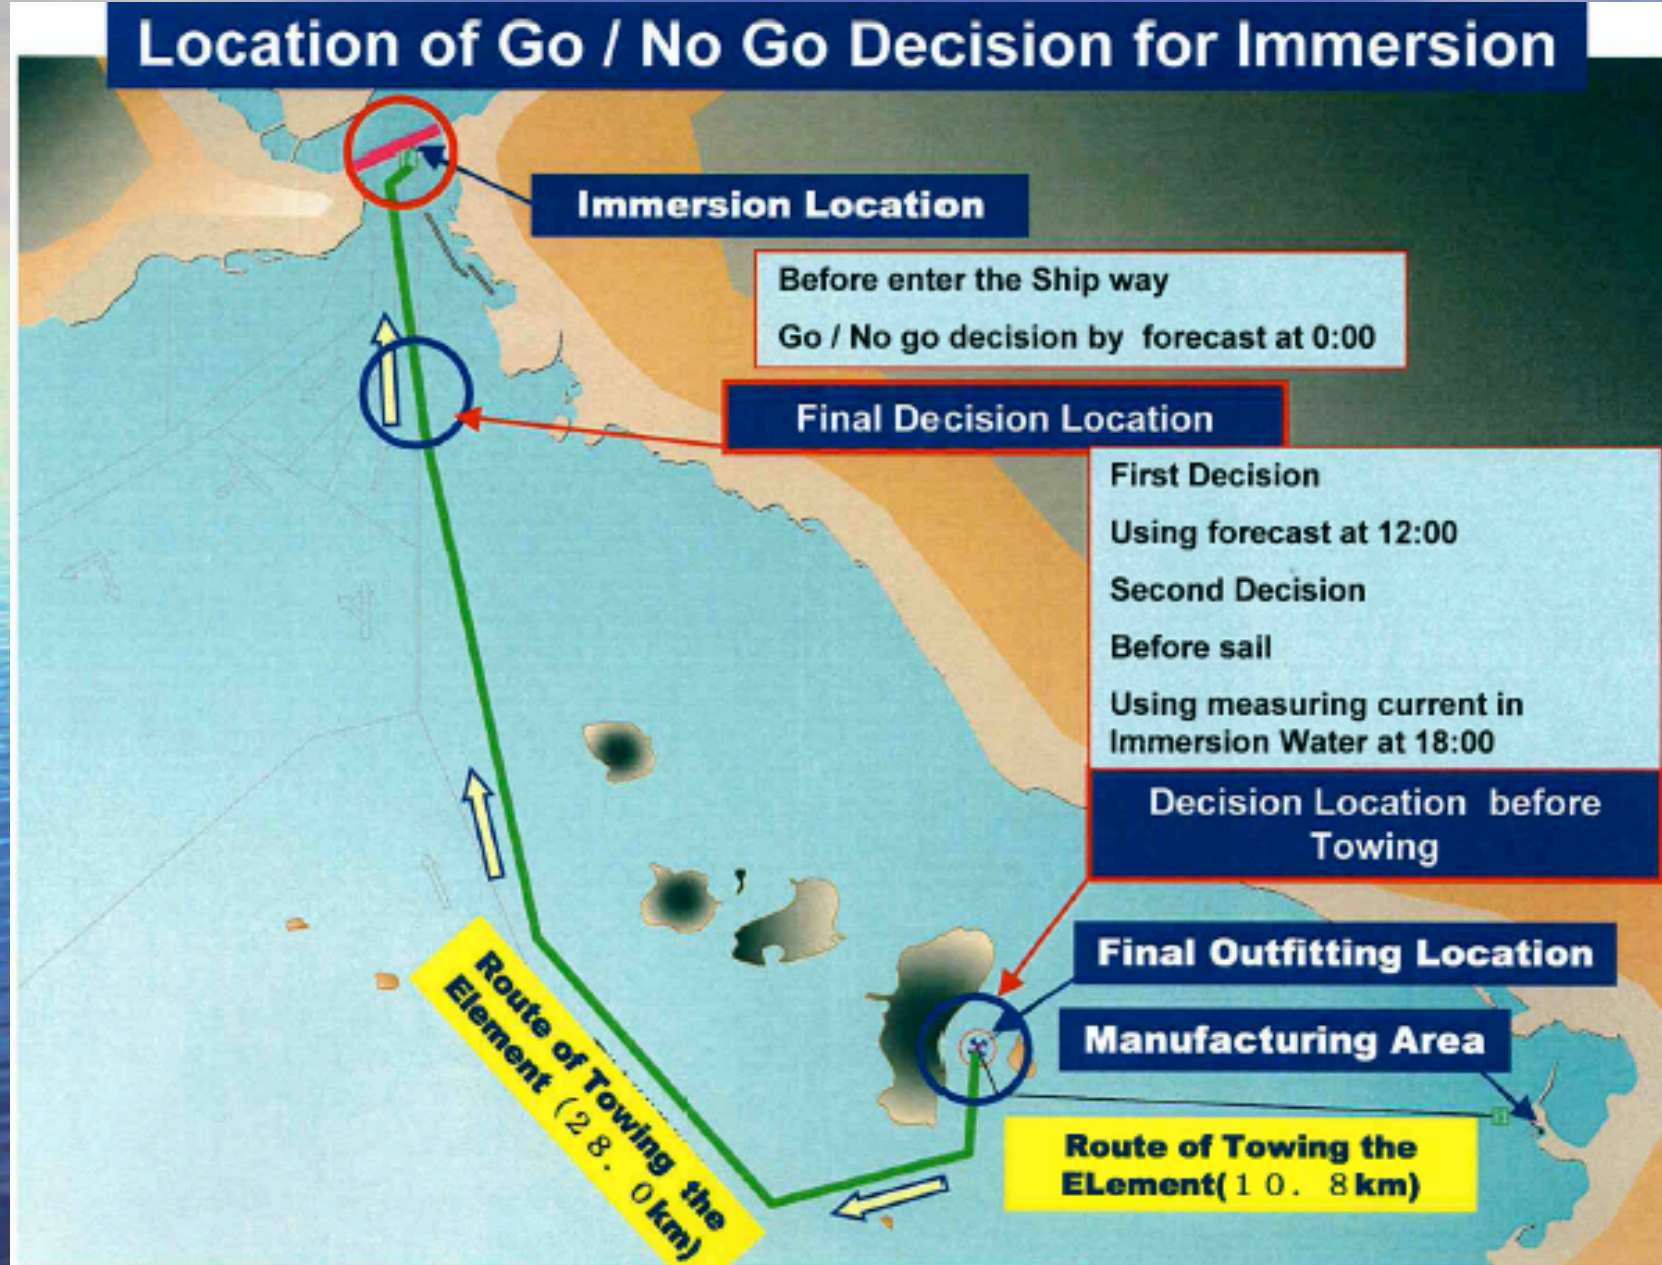 Location of Go / No Go Decision for Immersion
Immersion Location
Before enter the Ship way
Go / No go decision by forecast at 0:00
Final Decision Location
First Decision
Using forecast at 12:00
Second Decision
Before sail
Using measuring current in
Immersion Water at 18:00
Decision Location before
Towing
Final Outfitting Location
Manufacturing Area
Route of Towing the
Element (28. 0km)
Route of Towing the
ELement(10. 8km)